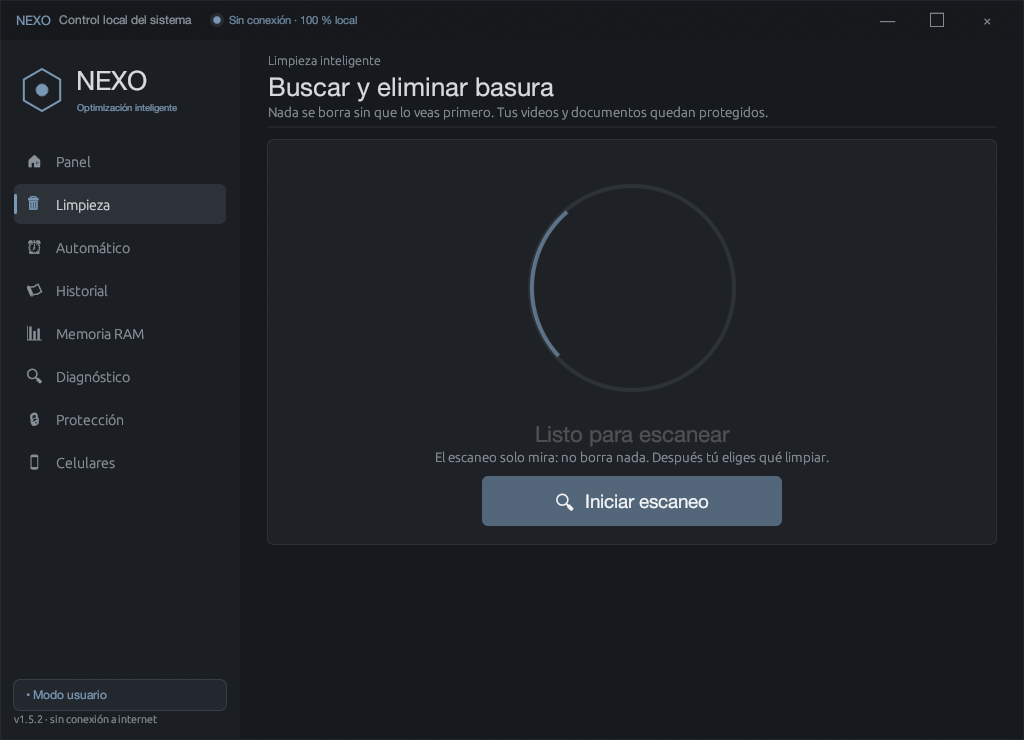 NEXO Control local del sistema Sin conexión · 100 % local
NEXO
Optimización inteligente
Panel
Limpieza
Automático
Historial
Memoria RAM
Diagnóstico
Protección
Celulares
• Modo usuario
v1.5.2 · sin conexión a internet
Limpieza inteligente
Buscar y eliminar basura
Nada se borra sin que lo veas primero. Tus videos y documentos quedan protegidos.
Listo para escanear
El escaneo solo mira: no borra nada. Después tú eliges qué limpiar.
Iniciar escaneo